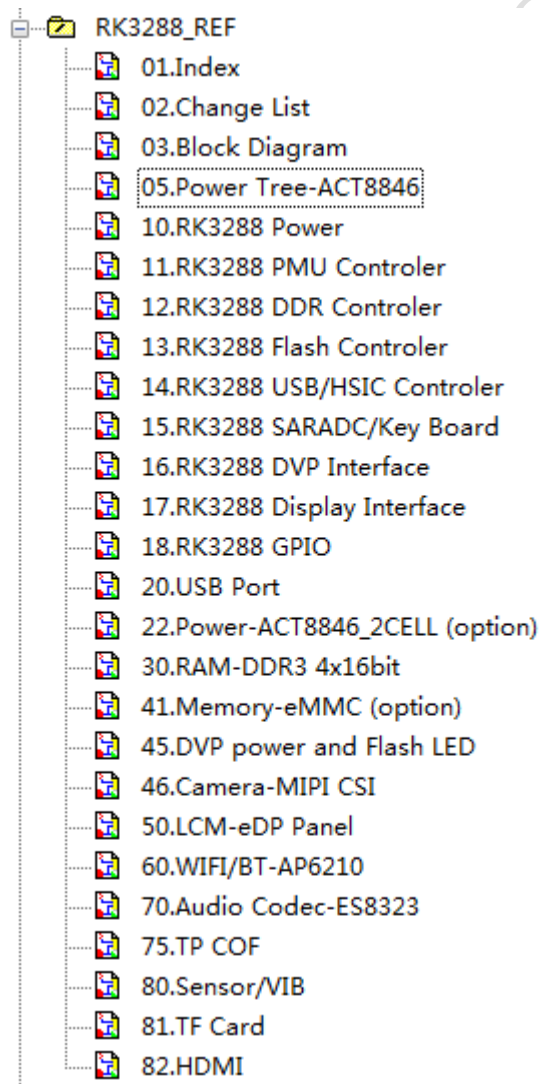 RK3288_REF
01.Index
02.Change List
03.Block Diagram
05.Power Tree-ACT8846
10.RK3288 Power
11.RK3288 PMU Controler
12.RK3288 DDR Controler
13.RK3288 Flash Controler
14.RK3288 USB/HSIC Controler
15.RK3288 SARADC/Key Board
16.RK3288 DVP Interface
17.RK3288 Display Interface
18.RK3288 GPIO
20.USB Port
22.Power-ACT8846_2CELL (option)
30.RAM-DDR3 4x16bit
41.Memory-eMMC (option)
45.DVP power and Flash LED
46.Camera-MIPI CSI
50.LCM-eDP Panel
60.WIFI/BT-AP6210
70.Audio Codec-ES8323
75.TP COF
80.Sensor/VIB
81.TF Card
82.HDMI